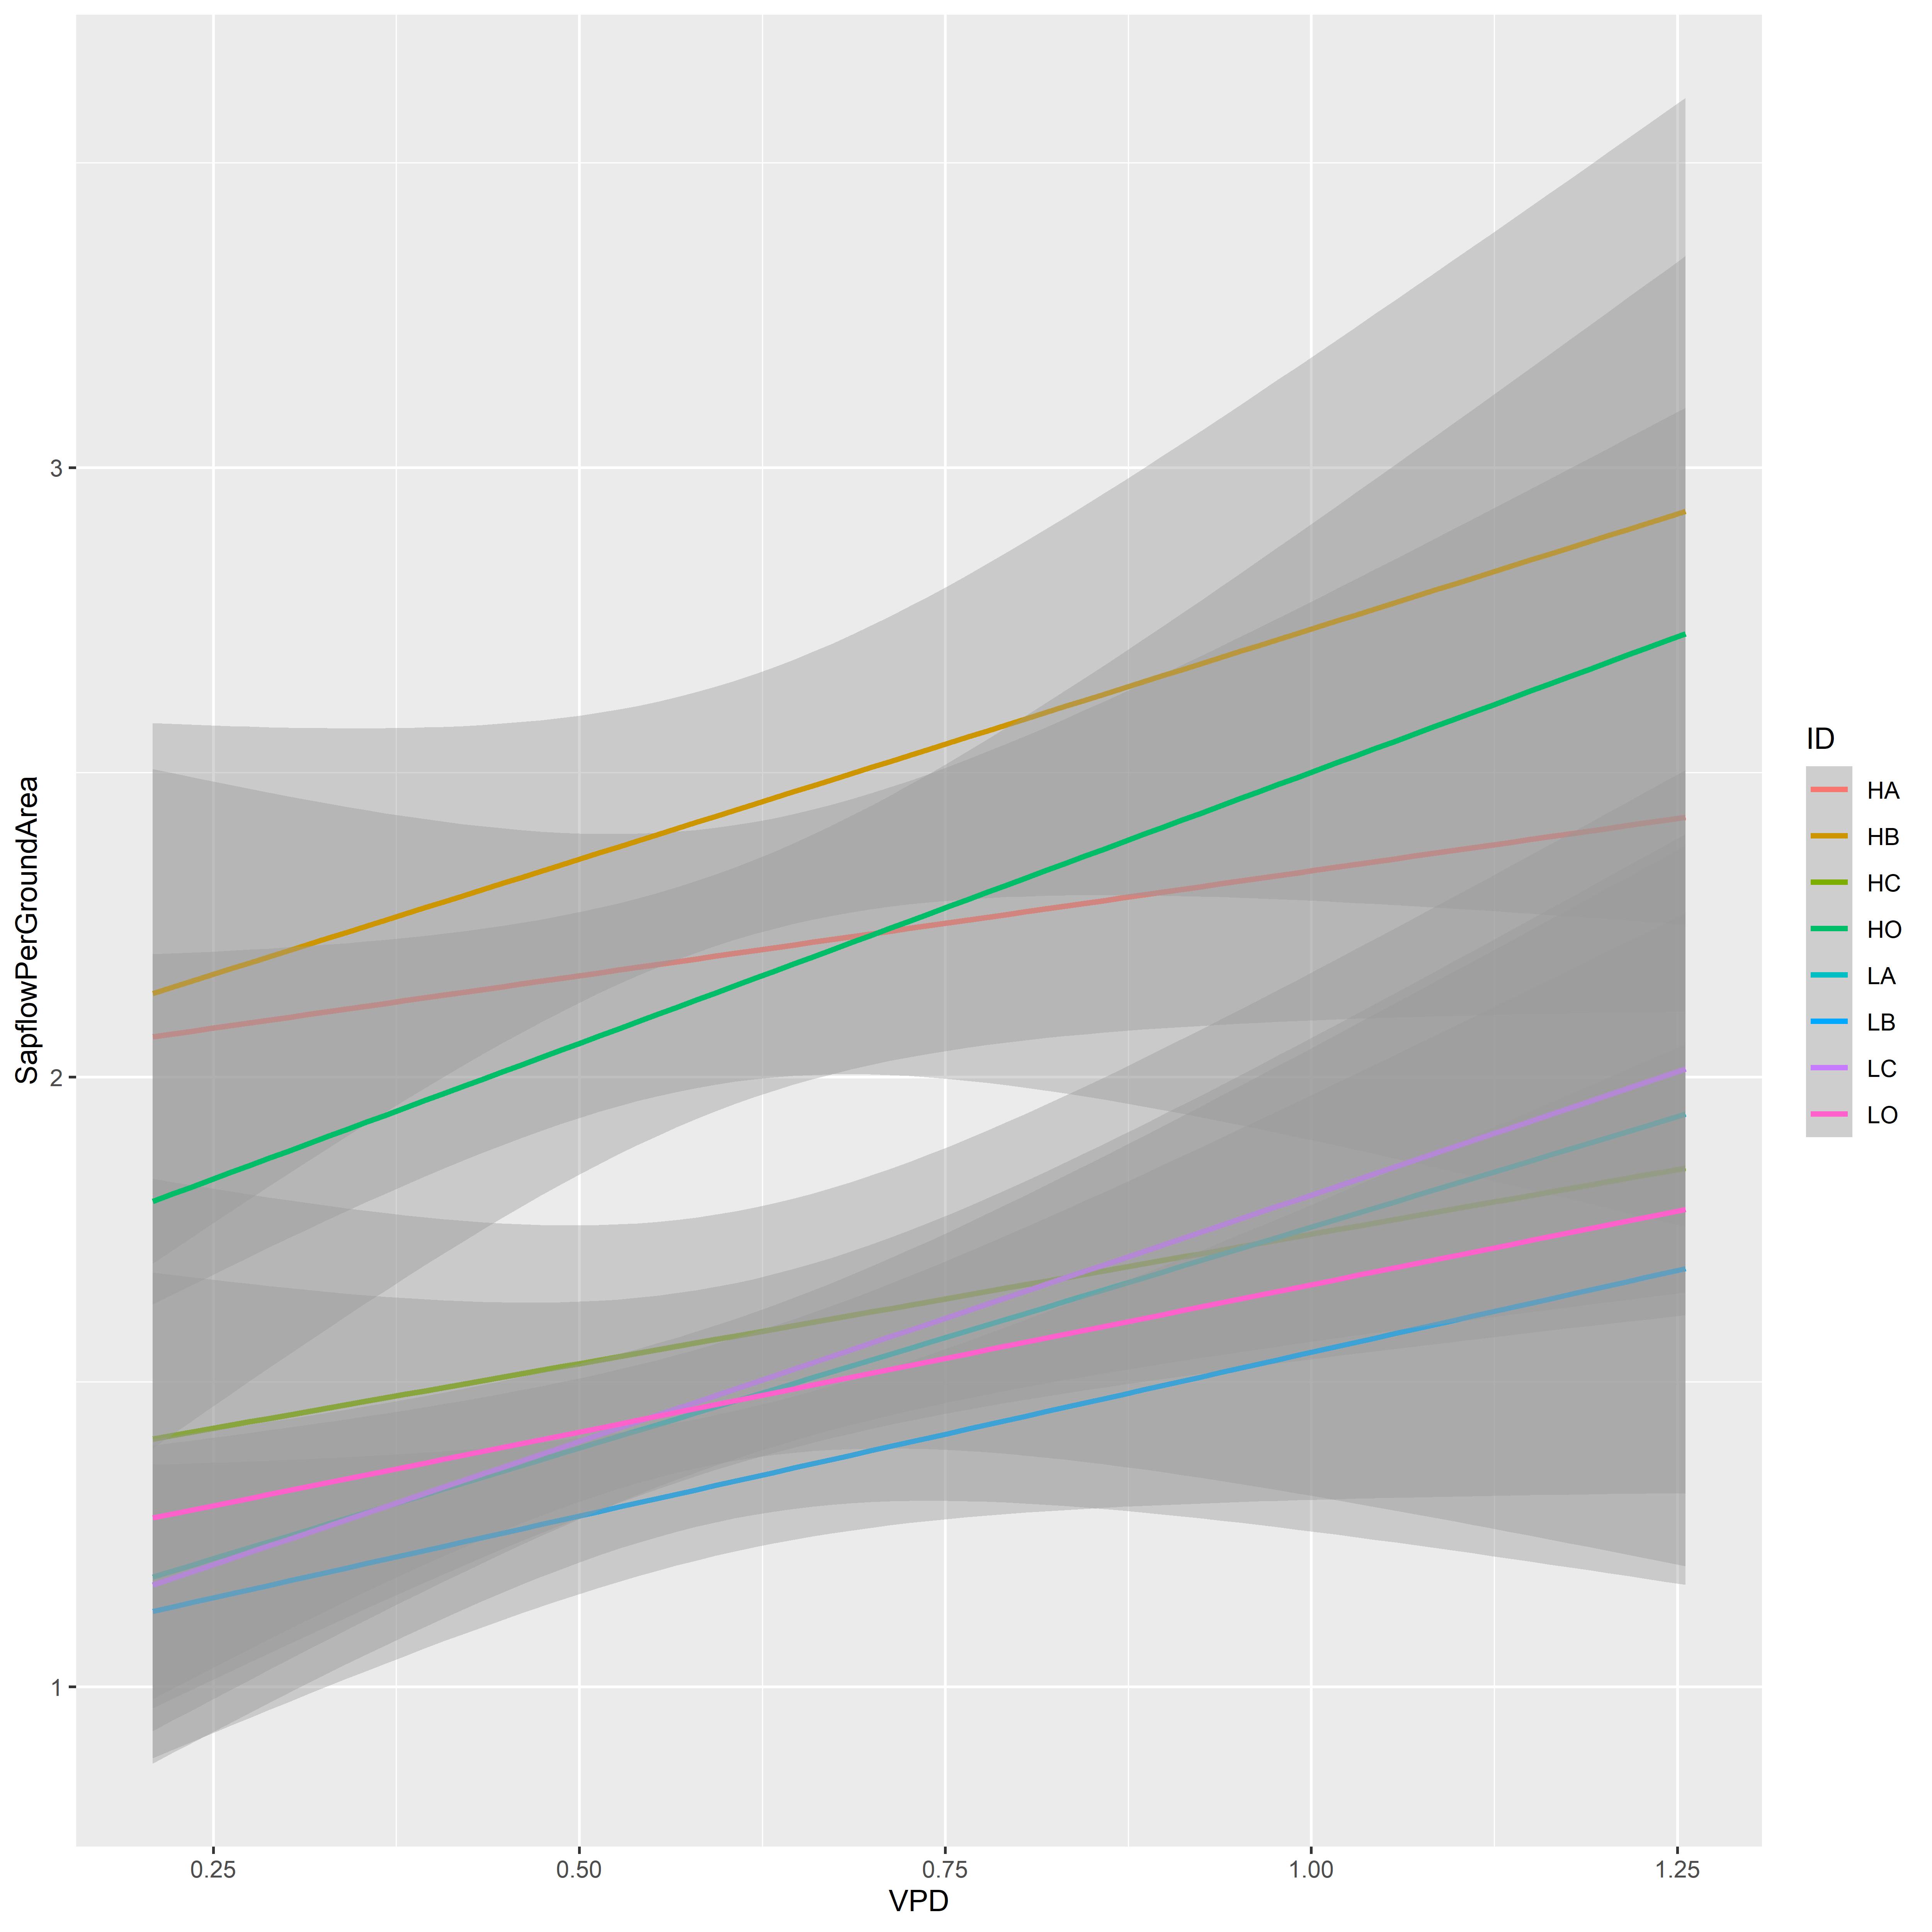 SapflowPerGroundArea
3
2
1
0.25
0.50
0.75
1.00
1.25
VPD
ID
HA
HB
HC
HO
LA
LB
LC
LO